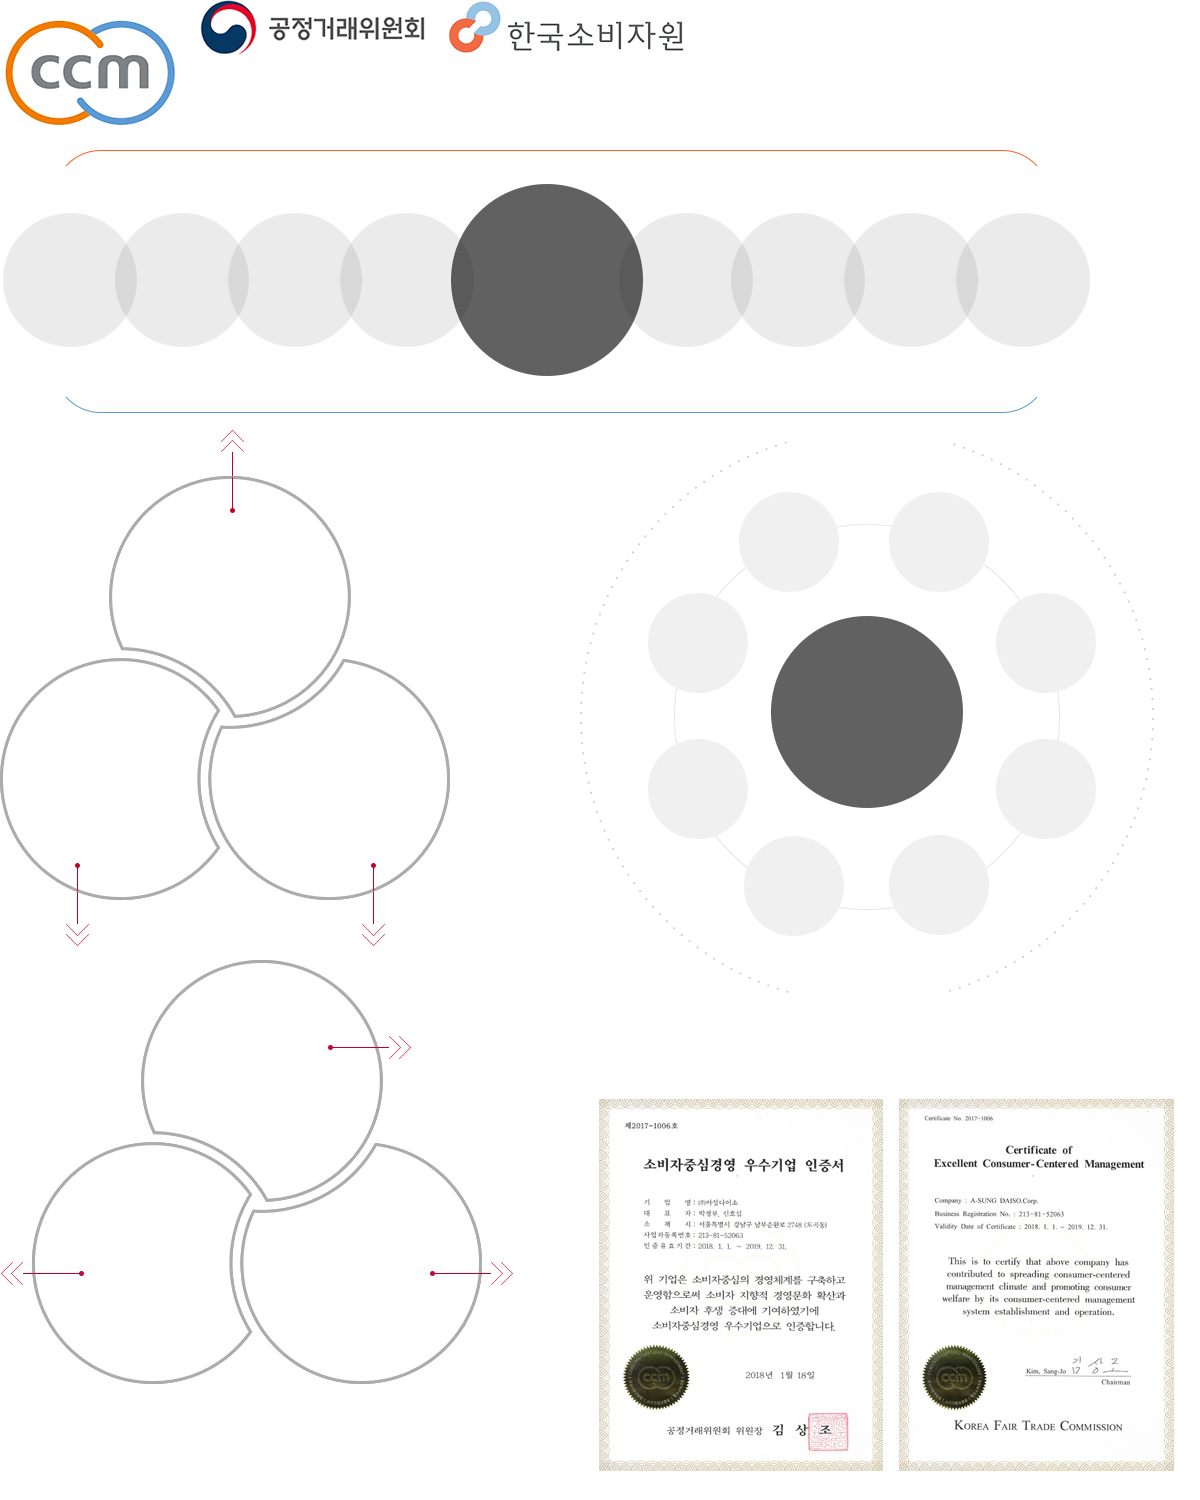 ccm
공정거래위원회
한국소비자원
제2017-1006호
소비자중심경영 우수기업 인증서
기 업 명 : (주)아성다이소
대 표 자 : 박정부, 신호섭
소 재 지 : 서울특별시 강남구 남부순환로 2748 (도곡동)
사업자등록번호 : 213-81-52063
인증유효기간 : 2018. 1. 1. ~ 2019. 12. 31.
위 기업은 소비자중심의 경영체계를 구축하고
운영함으로써 소비자 지향적 경영문화 확산과
소비자 후생 증대에 기여하였기에
소비자중심경영 우수기업으로 인증합니다.
ccm
2018년 1월 18일
공정거래위원회 위원장 김 상 조
Certificate No. 2017-1006
Certificate of
Excellent Consumer-Centered Management
Company : A-SUNG DAISO.Corp.
Business Registration No. : 213-81-52063
Validity Date of Certificate : 2018. 1. 1. ~ 2019. 12. 31.
This is to certify that above company has
contributed to spreading consumer-centered
management climate and promoting consumer
welfare by its consumer-centered management
system establishment and operation.
ccm
Kim, Sang-Jo
Chairman
KOREA FAIR TRADE COMMISSION